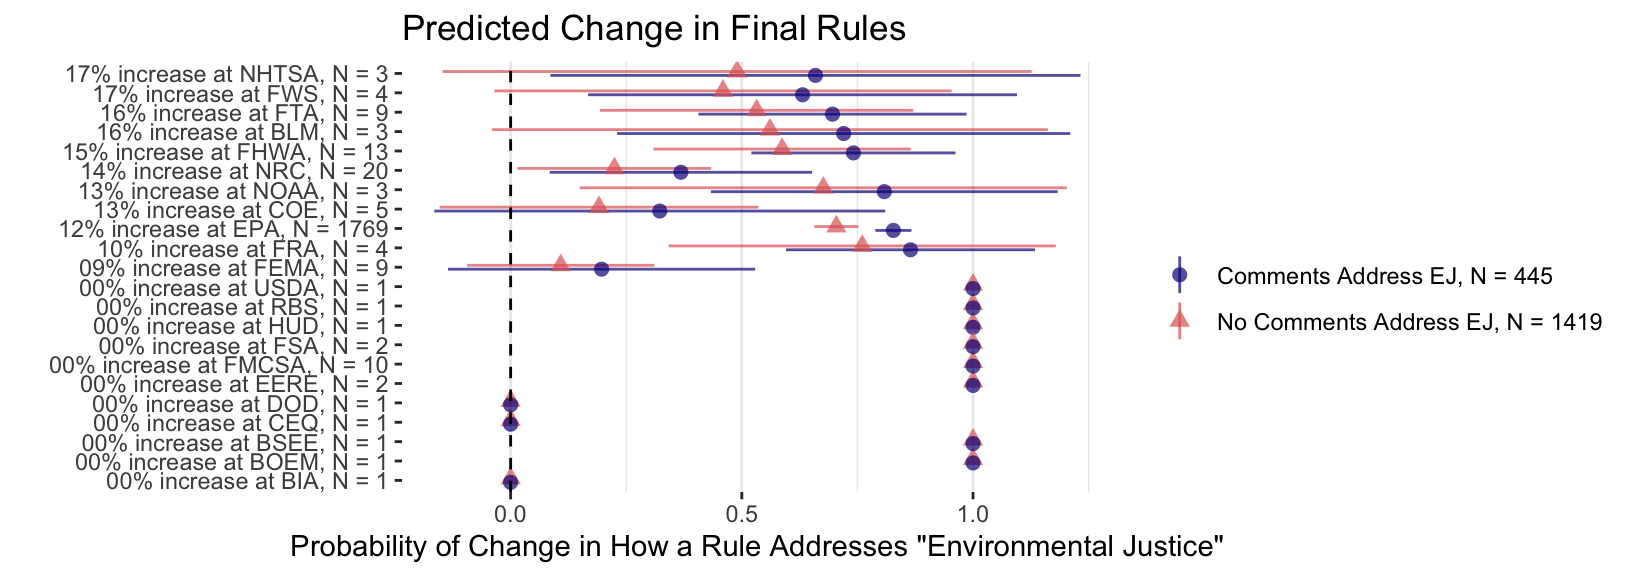 Predicted Change in Final Rules
17% increase at NHTSA, N = 3
17% increase at FWS, N = 4
16% increase at FTA, N = 9
16% increase at BLM, N = 3
15% increase at FHWA, N = 13
14% increase at NRC, N = 20
13% increase at NOAA, N = 3
13% increase at COE, N = 5
12% increase at EPA, N = 1769
10% increase at FRA, N = 4
09% increase at FEMA, N = 9
00% increase at USDA, N = 1
00% increase at RBS, N = 1
00% increase at HUD, N = 1
00% increase at FSA, N = 2
00% increase at FMCSA, N = 10
00% increase at EERE, N = 2
00% increase at DOD, N = 1
00% increase at CEQ, N = 1
00% increase at BSEE, N = 1
00% increase at BOEM, N = 1
00% increase at BIA, N = 1
0.0 0.5 1.0
Probability of Change in How a Rule Addresses "Environmental Justice"
Comments Address EJ, N = 445
No Comments Address EJ, N = 1419